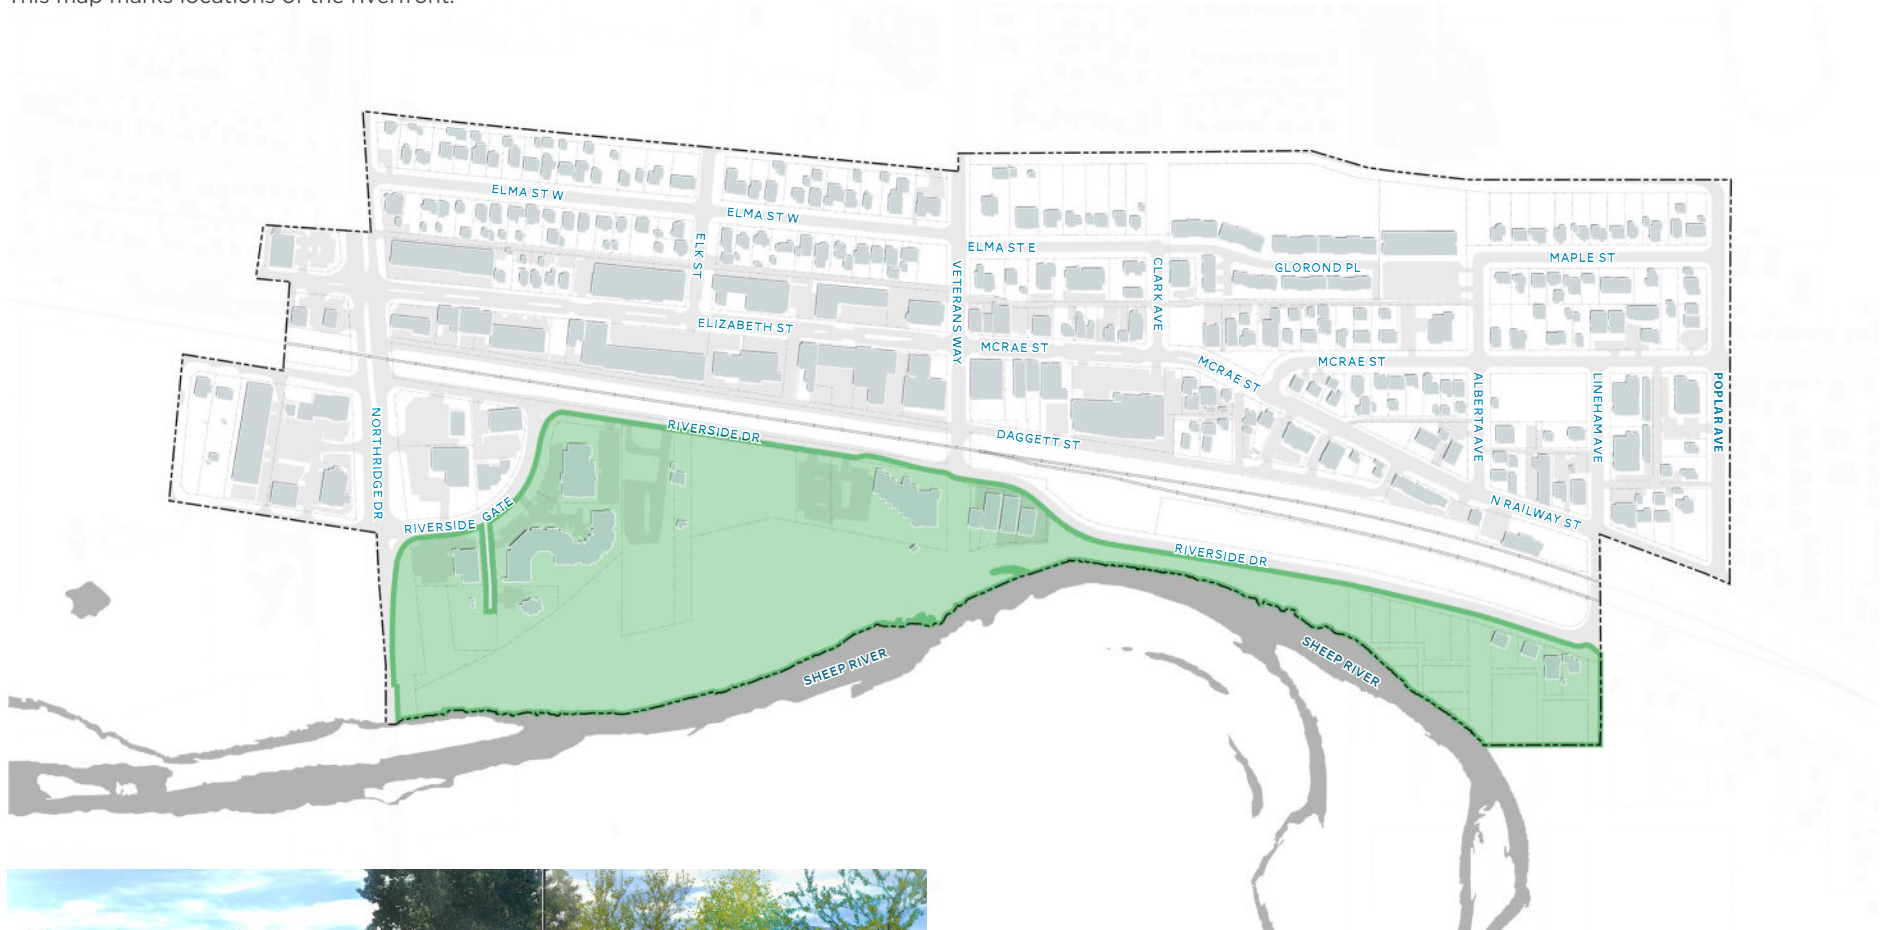 This map marks locations of the riverfront.
ELMA ST W
ELMA ST W
ELK ST
ELMA ST E
VETERANS WAY
CLARK AVE
GLOROND PL
MAPLE ST
ELIZABETH ST
MCRAE ST
MCRAE ST
MCRAE ST
NORTHRIDGE DR
RIVERSIDE DR
DAGGETT ST
ALBERTA AVE
LINEHAM AVE
POPLAR AVE
RIVERSIDE GATE
N RAILWAY ST
RIVERSIDE DR
SHEEP RIVER
SHEEP RIVER